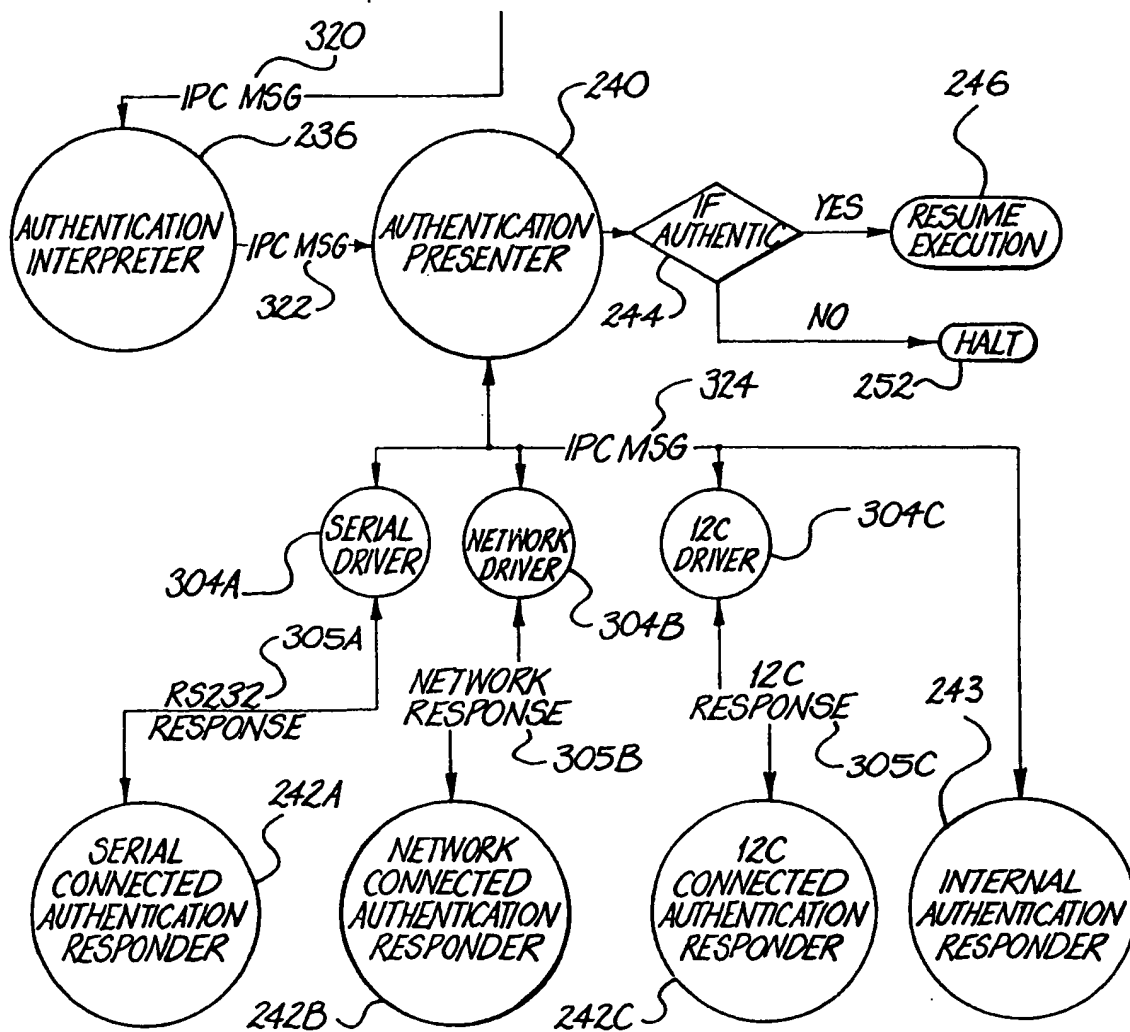 320
IPC MSG
236
240
246
AUTHENTICATION
INTERPRETER
IPC MSG
322
AUTHENTICATION
PRESENTER
IF
AUTHENTIC
244
YES
RESUME
EXECUTION
NO
HALT
252
324
IPC MSG
SERIAL
DRIVER
304A
NETWORK
DRIVER
304B
12C
DRIVER
304C
305A
RS232
RESPONSE
NETWORK
RESPONSE
305B
12C
RESPONSE
305C
243
242A
SERIAL
CONNECTED
AUTHENTICATION
RESPONDER
NETWORK
CONNECTED
AUTHENTICATION
RESPONDER
242B
12C
CONNECTED
AUTHENTICATION
RESPONDER
242C
INTERNAL
AUTHENTICATION
RESPONDER